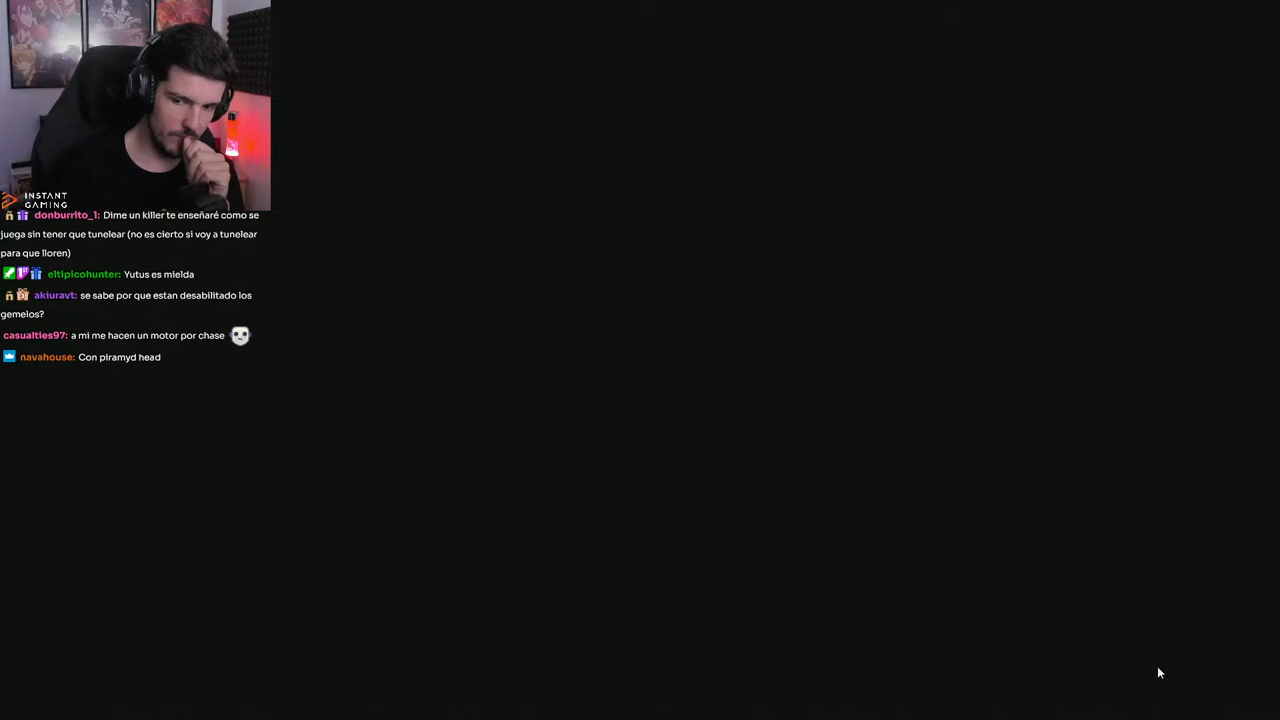 INSTANT
GAMING
donburrito_1: Dime un killer te enseñaré como se
juega sin tener que tunelear (no es cierto si voy a tunelear
para que lloren)
eltipicohunter: Yutus es mielda
akiuravt: se sabe por que estan desabilitado los
gemelos?
casualties97: a mi me hacen un motor por chase
navahouse: Con piramyd head